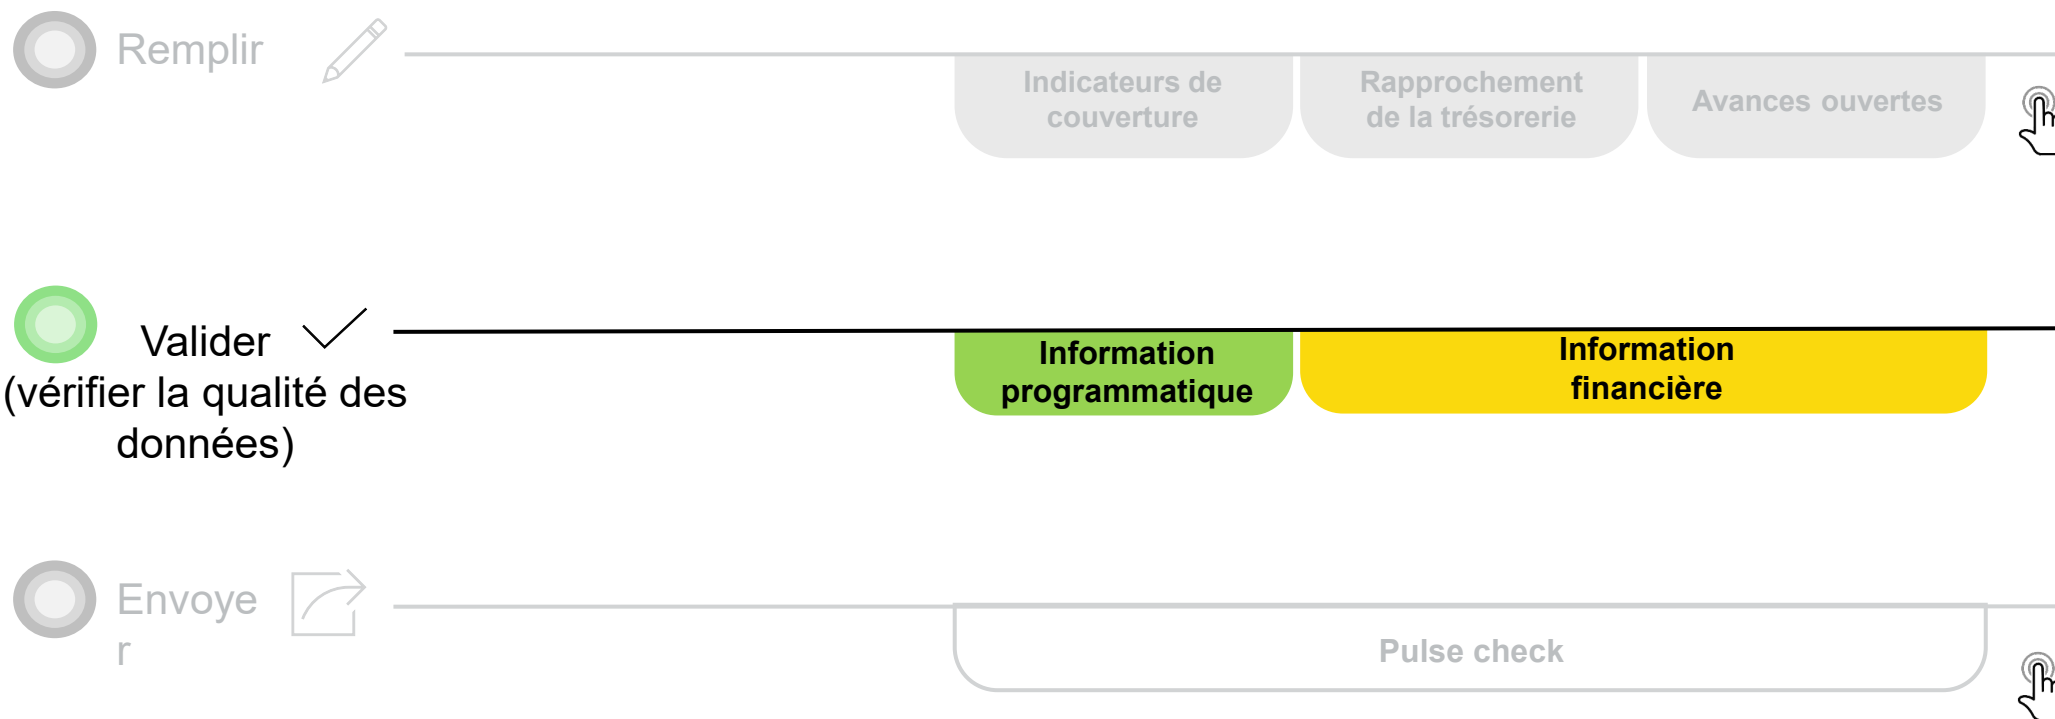 Remplir
Indicateurs de
couverture
Rapprochement
de la trésorerie
Avances ouvertes
Valider
(vérifier la qualité des
données)
Information
programmatique
Information
financière
Envoye
r
Pulse check